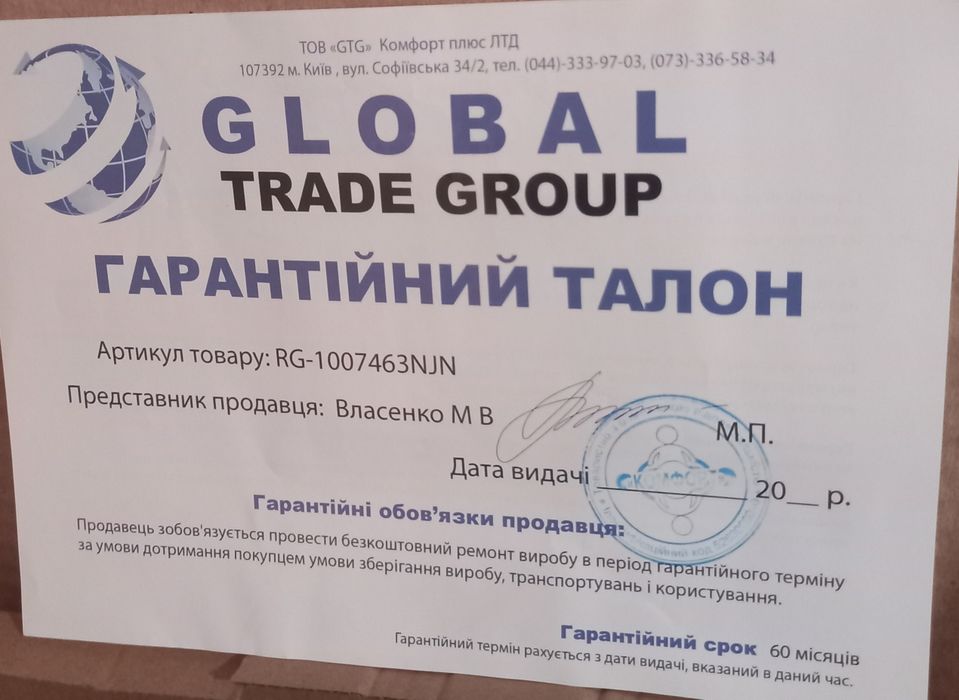 ТОВ «GTG» Комфорт плюс ЛТД
107392 м. Київ , вул. Софіївська 34/2, тел. (044)-333-97-03, (073)-336-58-34
GLOBAL
TRADE GROUP
ГАРАНТІЙНИЙ ТАЛОН
Артикул товару: RG-1007463NJN
Представник продавця: Власенко М В
М.П.
Дата видачі ____________ 20__ р.
Гарантійні обов’язки продавця:
Продавець зобов'язується провести безкоштовний ремонт виробу в період гарантійного терміну
за умови дотримання покупцем умови зберігання виробу, транспортувань і користування.
Гарантійний срок 60 місяців
Гарантійний термін рахується з дати видачі, вказаний в даний час.